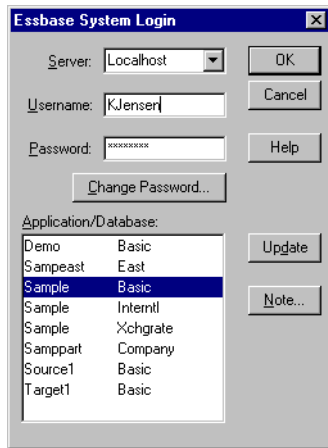 Essbase System Login
Server: Localhost OK
Username: KJensen Cancel
Password: ******** Help
Change Password...
Application/Database:
Demo Basic Update
Sampeast East
Sample Basic
Sample Interntl Note...
Sample Xchgrate
Samppart Company
Source1 Basic
Target1 Basic